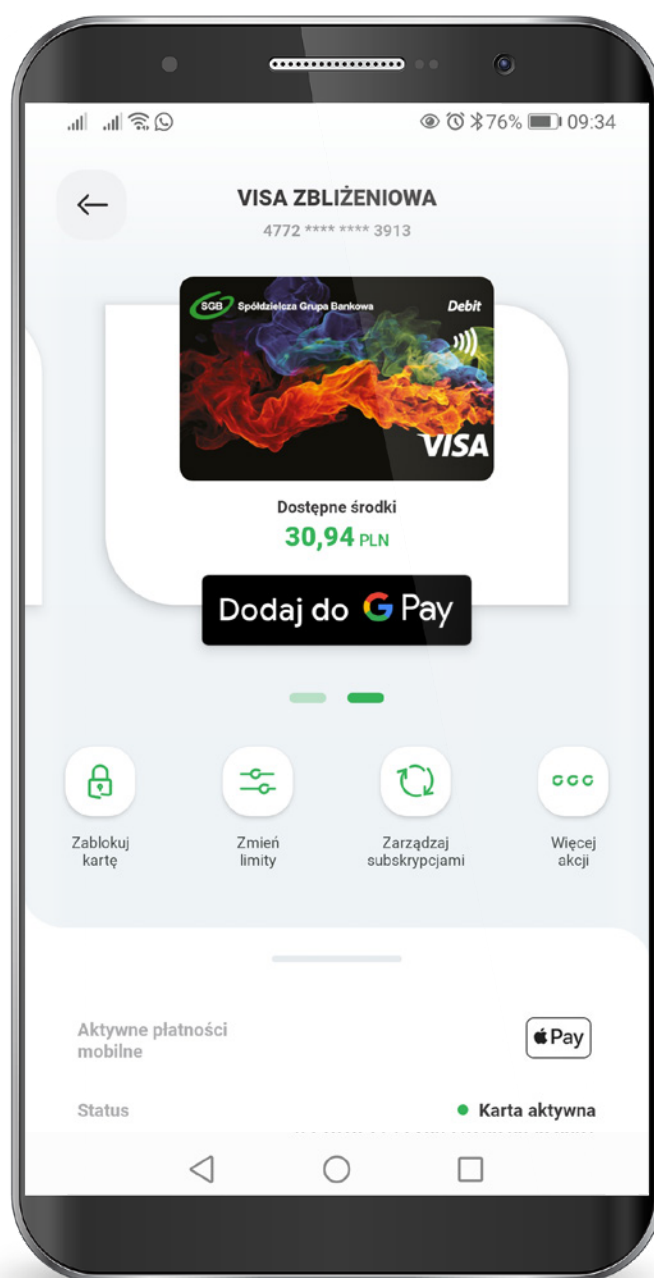 76% 09:34
VISA ZBLIŻENIOWA
4772 **** **** 3913
SGB Spółdzielcza Grupa Bankowa Debit
VISA
Dostępne środki
30,94 PLN
Dodaj do G Pay
Zablokuj
kartę
Zmień
limity
Zarządzaj
subskrypcjami
Więcej
akcji
Aktywne płatności
mobilne
Pay
Status
Karta aktywna